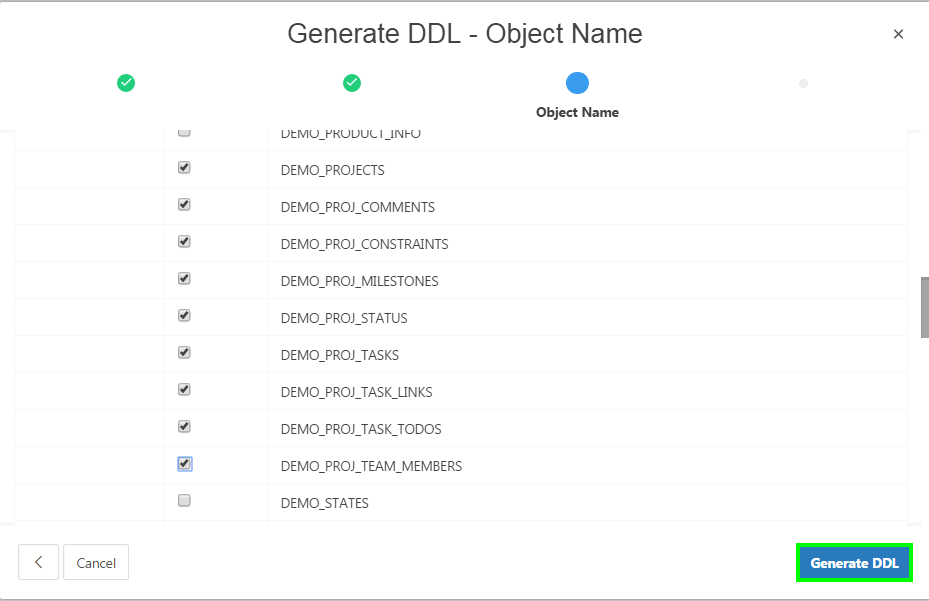 Generate DDL - Object Name
Object Name
DEMO_PRODUCT_INFO
DEMO_PROJECTS
DEMO_PROJ_COMMENTS
DEMO_PROJ_CONSTRAINTS
DEMO_PROJ_MILESTONES
DEMO_PROJ_STATUS
DEMO_PROJ_TASKS
DEMO_PROJ_TASK_LINKS
DEMO_PROJ_TASK_TODOS
DEMO_PROJ_TEAM_MEMBERS
DEMO_STATES
Cancel
Generate DDL